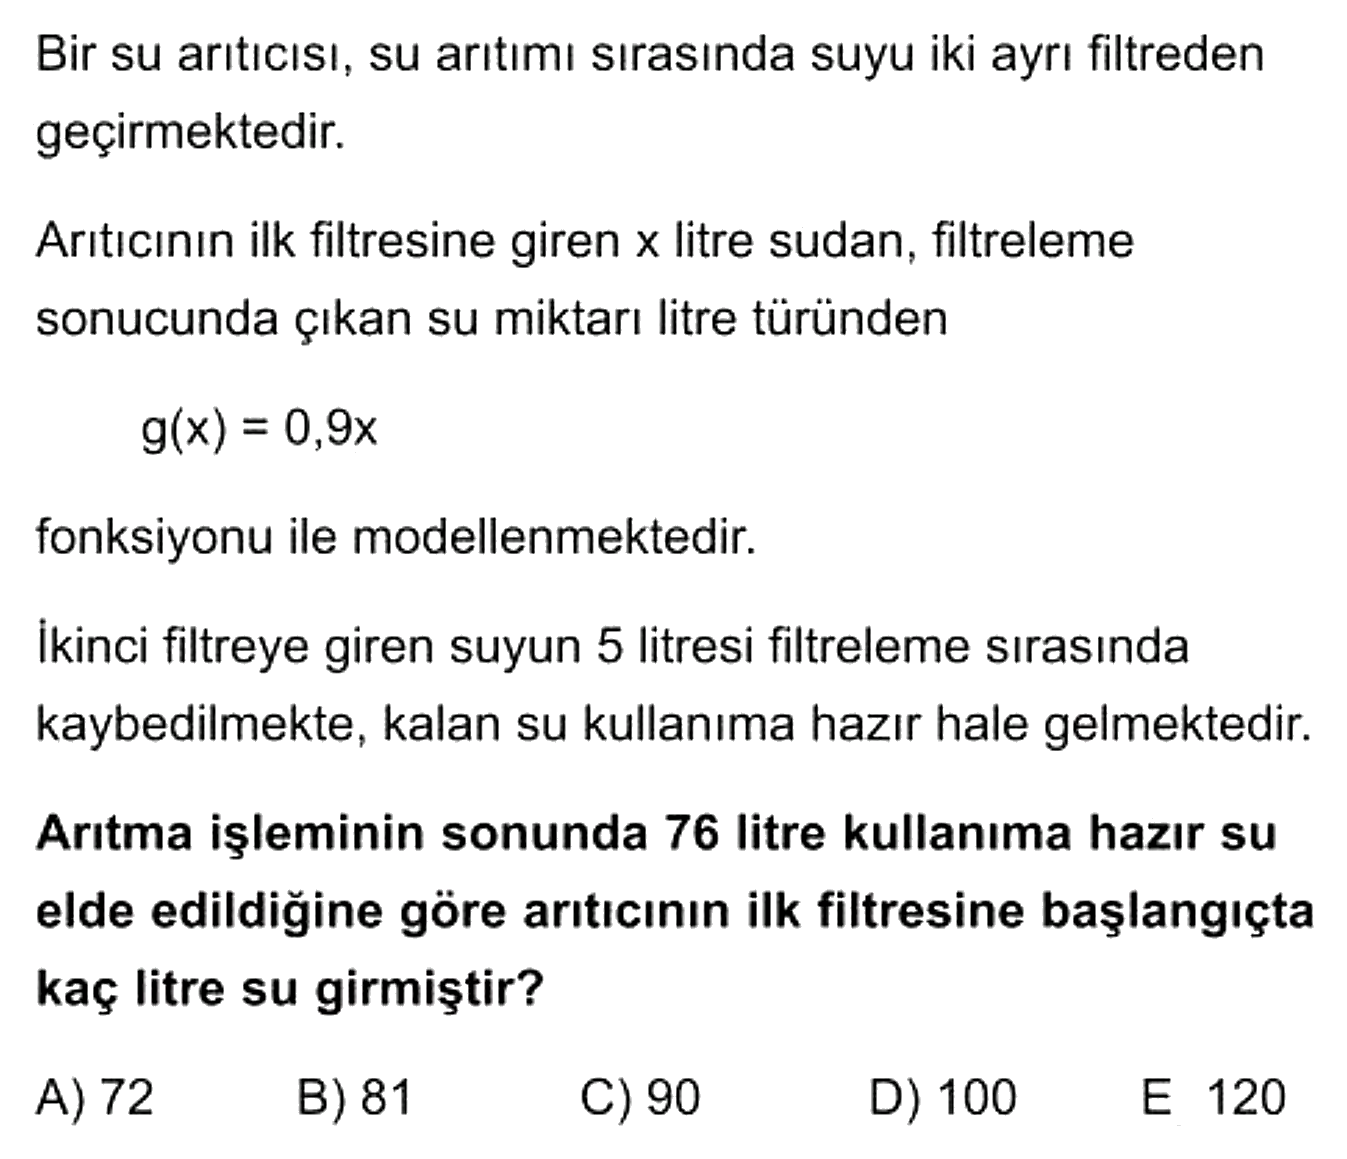 Bir su arıtıcısı, su arıtımı sırasında suyu iki ayrı filtreden
geçirmektedir.
Arıtıcının ilk filtresine giren x litre sudan, filtreleme
sonucunda çıkan su miktarı litre türünden
g(x) = 0,9x
fonksiyonu ile modellenmektedir.
İkinci filtreye giren suyun 5 litresi filtreleme sırasında
kaybedilmekte, kalan su kullanıma hazır hale gelmektedir.
Arıtma işleminin sonunda 76 litre kullanıma hazır su
elde edildiğine göre arıtıcının ilk filtresine başlangıçta
kaç litre su girmiştir?
A) 72 B) 81 C) 90 D) 100 E 120